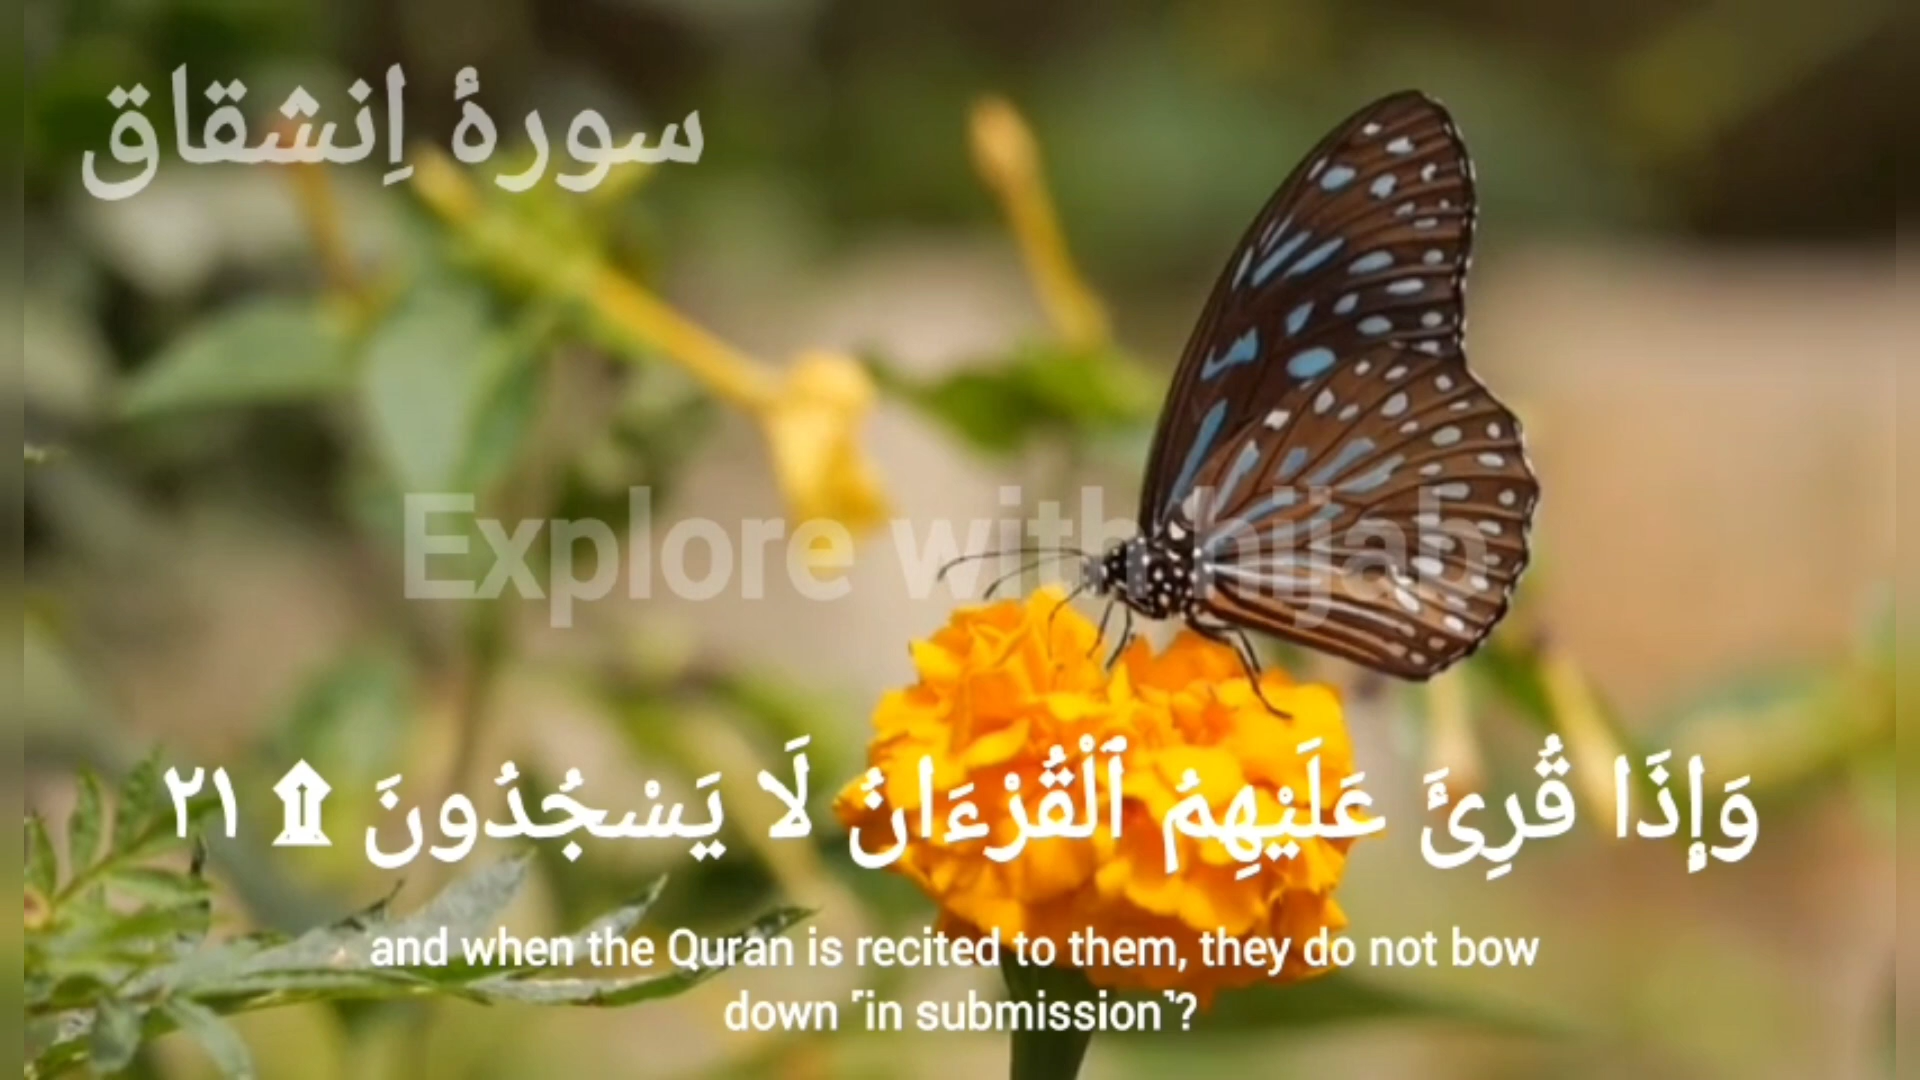 سورۂ اِنشقاق
Explore with hijab
وَإِذَا قُرِئَ عَلَيْهِمُ ٱلْقُرْءَانُ لَا يَسْجُدُونَ ۩ ٢١
and when the Quran is recited to them, they do not bow
down ˹in submission˺?